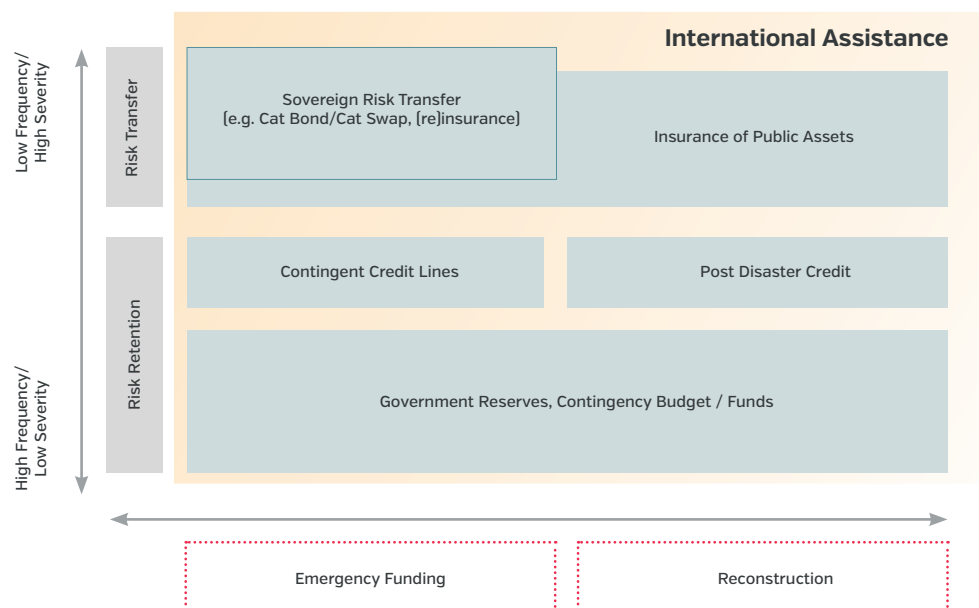 International Assistance
Low Frequency/
High Severity
Risk Transfer
Sovereign Risk Transfer
(e.g. Cat Bond/Cat Swap, (re)insurance)
Insurance of Public Assets
High Frequency/
Low Severity
Risk Retention
Contingent Credit Lines
Post Disaster Credit
Government Reserves, Contingency Budget / Funds
Emergency Funding
Reconstruction